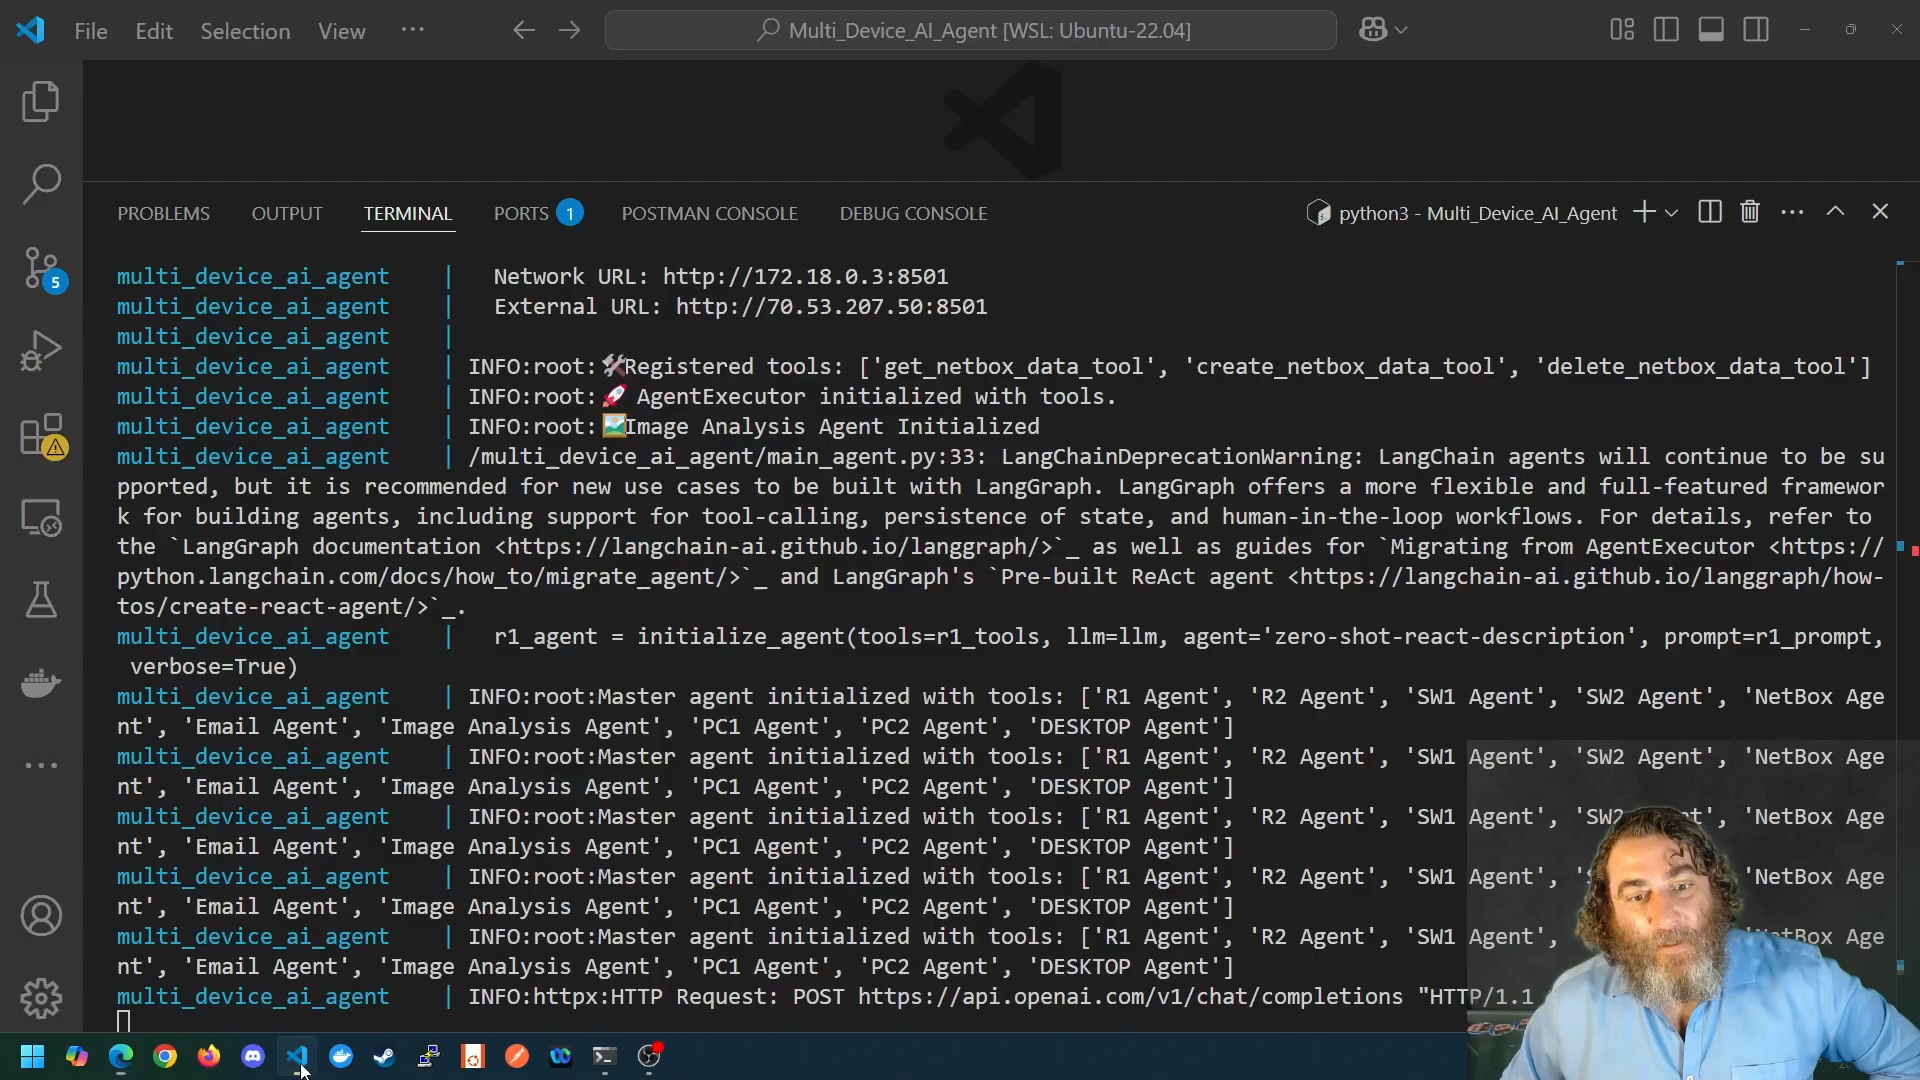 File Edit Selection View ··· Multi_Device_AI_Agent [WSL: Ubuntu-22.04]
PROBLEMS OUTPUT TERMINAL PORTS 1 POSTMAN CONSOLE DEBUG CONSOLE python3 - Multi_Device_AI_Agent
5
multi_device_ai_agent | Network URL: http://172.18.0.3:8501
multi_device_ai_agent | External URL: http://70.53.207.50:8501
multi_device_ai_agent |
multi_device_ai_agent | INFO:root:🛠Registered tools: ['get_netbox_data_tool', 'create_netbox_data_tool', 'delete_netbox_data_tool']
multi_device_ai_agent | INFO:root:🚀 AgentExecutor initialized with tools.
multi_device_ai_agent | INFO:root:🖼Image Analysis Agent Initialized
multi_device_ai_agent | /multi_device_ai_agent/main_agent.py:33: LangChainDeprecationWarning: LangChain agents will continue to be su
pported, but it is recommended for new use cases to be built with LangGraph. LangGraph offers a more flexible and full-featured framewor
k for building agents, including support for tool-calling, persistence of state, and human-in-the-loop workflows. For details, refer to
the `LangGraph documentation <https://langchain-ai.github.io/langgraph/>`_ as well as guides for `Migrating from AgentExecutor <https://
python.langchain.com/docs/how_to/migrate_agent/>`_ and LangGraph's `Pre-built ReAct agent <https://langchain-ai.github.io/langgraph/how-
tos/create-react-agent/>`_.
multi_device_ai_agent | r1_agent = initialize_agent(tools=r1_tools, llm=llm, agent='zero-shot-react-description', prompt=r1_prompt,
verbose=True)
multi_device_ai_agent | INFO:root:Master agent initialized with tools: ['R1 Agent', 'R2 Agent', 'SW1 Agent', 'SW2 Agent', 'NetBox Age
nt', 'Email Agent', 'Image Analysis Agent', 'PC1 Agent', 'PC2 Agent', 'DESKTOP Agent']
multi_device_ai_agent | INFO:root:Master agent initialized with tools: ['R1 Agent', 'R2 Agent', 'SW1 Agent', 'SW2 Agent', 'NetBox Age
nt', 'Email Agent', 'Image Analysis Agent', 'PC1 Agent', 'PC2 Agent', 'DESKTOP Agent']
multi_device_ai_agent | INFO:root:Master agent initialized with tools: ['R1 Agent', 'R2 Agent', 'SW1 Agent', 'NetBox Age
nt', 'Email Agent', 'Image Analysis Agent', 'PC1 Agent', 'PC2 Agent', 'DESKTOP Agent']
multi_device_ai_agent | INFO:root:Master agent initialized with tools: ['R1 Agent', 'R2 Agent', 'SW1 Agent', 'NetBox Age
nt', 'Email Agent', 'Image Analysis Agent', 'PC1 Agent', 'PC2 Agent', 'DESKTOP Agent']
multi_device_ai_agent | INFO:root:Master agent initialized with tools: ['R1 Agent', 'R2 Agent', 'SW1 Agent', Age
nt', 'Email Agent', 'Image Analysis Agent', 'PC1 Agent', 'PC2 Agent', 'DESKTOP Agent']
multi_device_ai_agent | INFO:httpx:HTTP Request: POST https://api.openai.com/v1/chat/completions "HTTP/1.1